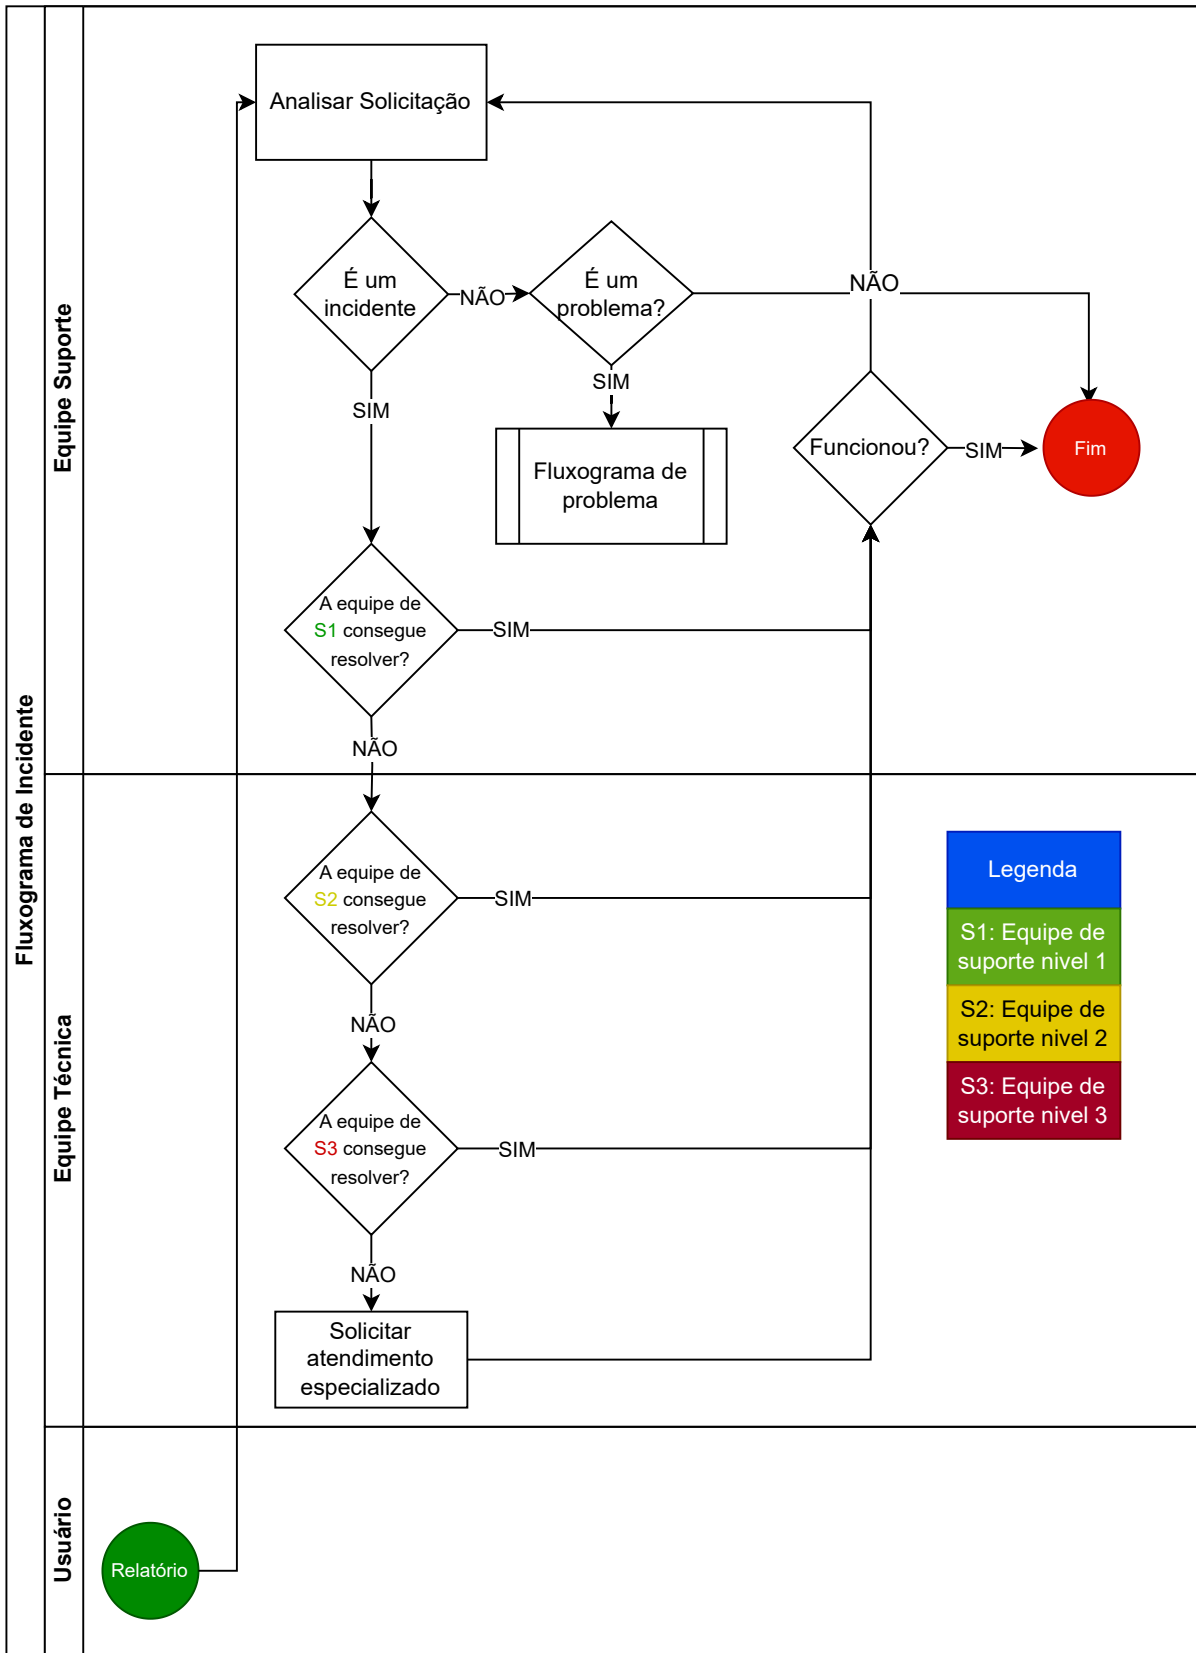 Fluxograma de Incidente
Equipe Suporte
Analisar Solicitação
É um
incidente
NÃO
É um
problema?
NÃO
SIM
SIM
Fluxograma de
problema
Funcionou?
SIM
Fim
A equipe de
S1 consegue
resolver?
SIM
NÃO
Equipe Técnica
A equipe de
S2 consegue
resolver?
SIM
NÃO
A equipe de
S3 consegue
resolver?
SIM
NÃO
Solicitar
atendimento
especializado
Legenda
S1: Equipe de
suporte nivel 1
S2: Equipe de
suporte nivel 2
S3: Equipe de
suporte nivel 3
Usuário
Relatório